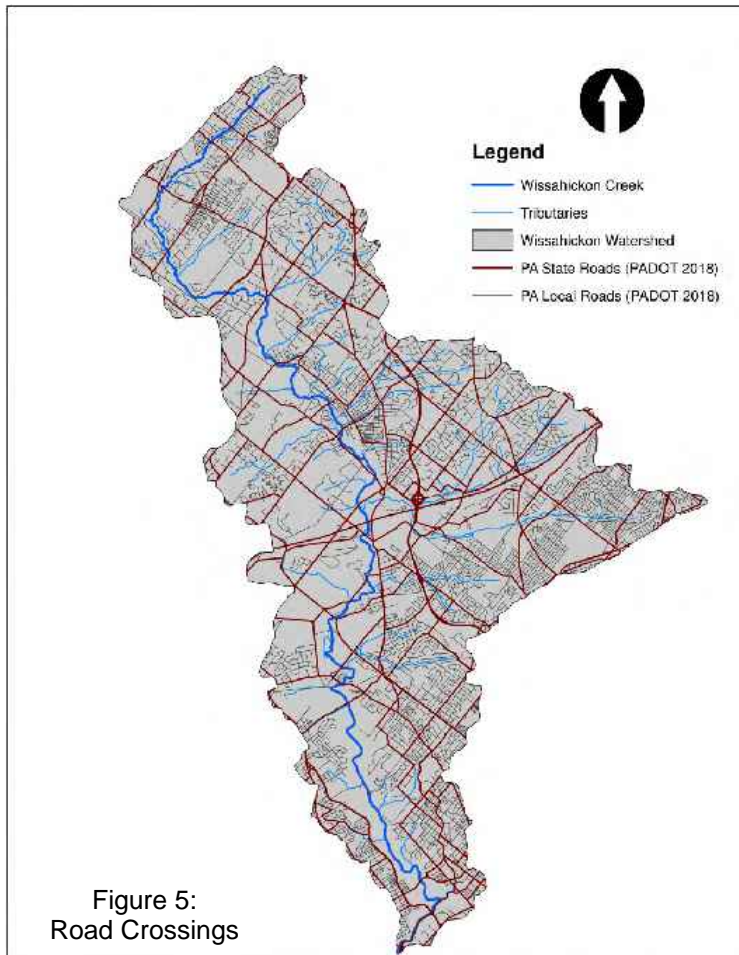 Legend
Wissahickon Creek
Tributaries
Wissahickon Watershed
PA State Roads (PADOT 2018)
PA Local Roads (PADOT 2018)
Figure 5:
Road Crossings